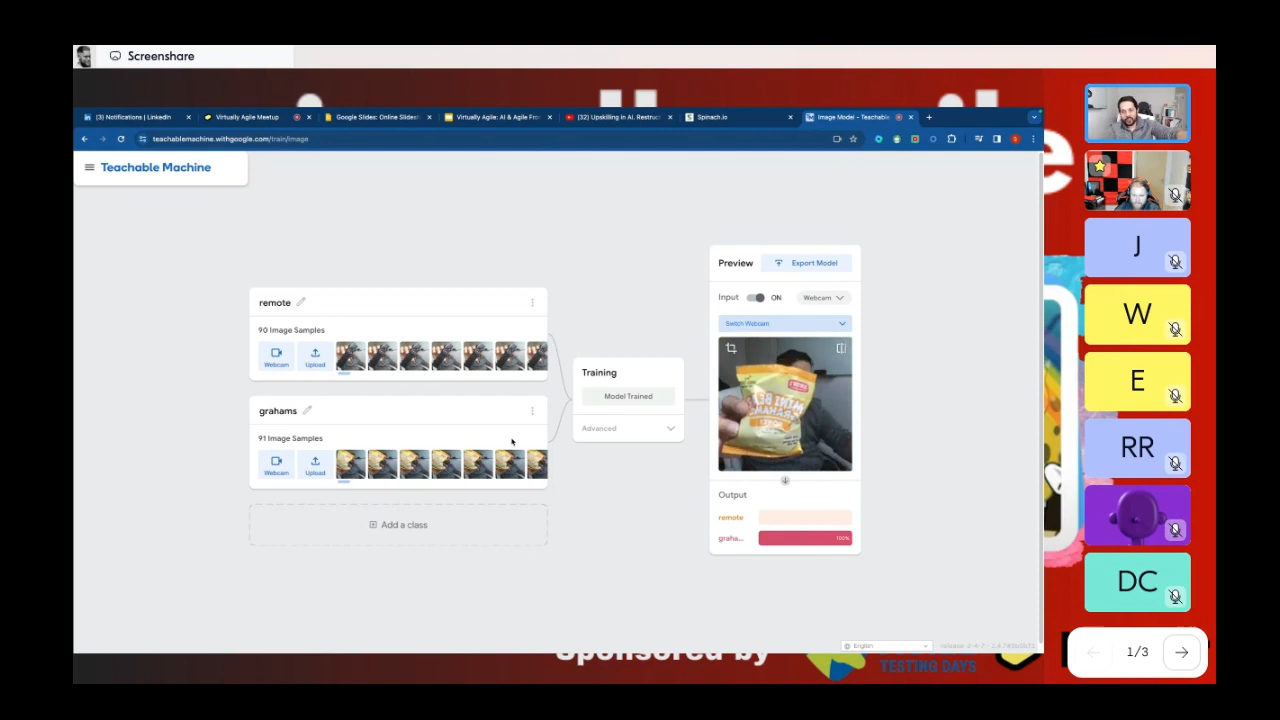 Screenshare
(3) Notifications | LinkedIn
Virtually Agile Meetup
Google Slides: Online Slides
Virtually Agile: AI & Agile Fro
(32) Upskilling in AI. Restruc
Spinach.io
Image Model - Teachable
teachablemachine.withgoogle.com/train/image
Teachable Machine
remote
90 Image Samples
Webcam
Upload
grahams
91 Image Samples
Webcam
Upload
Add a class
Training
Model Trained
Advanced
Preview
Export Model
Input
ON
Webcam
Switch Webcam
Output
remote
graha...
100%
English
J
W
E
RR
DC
1/3
Sponsored by
TESTING DAYS